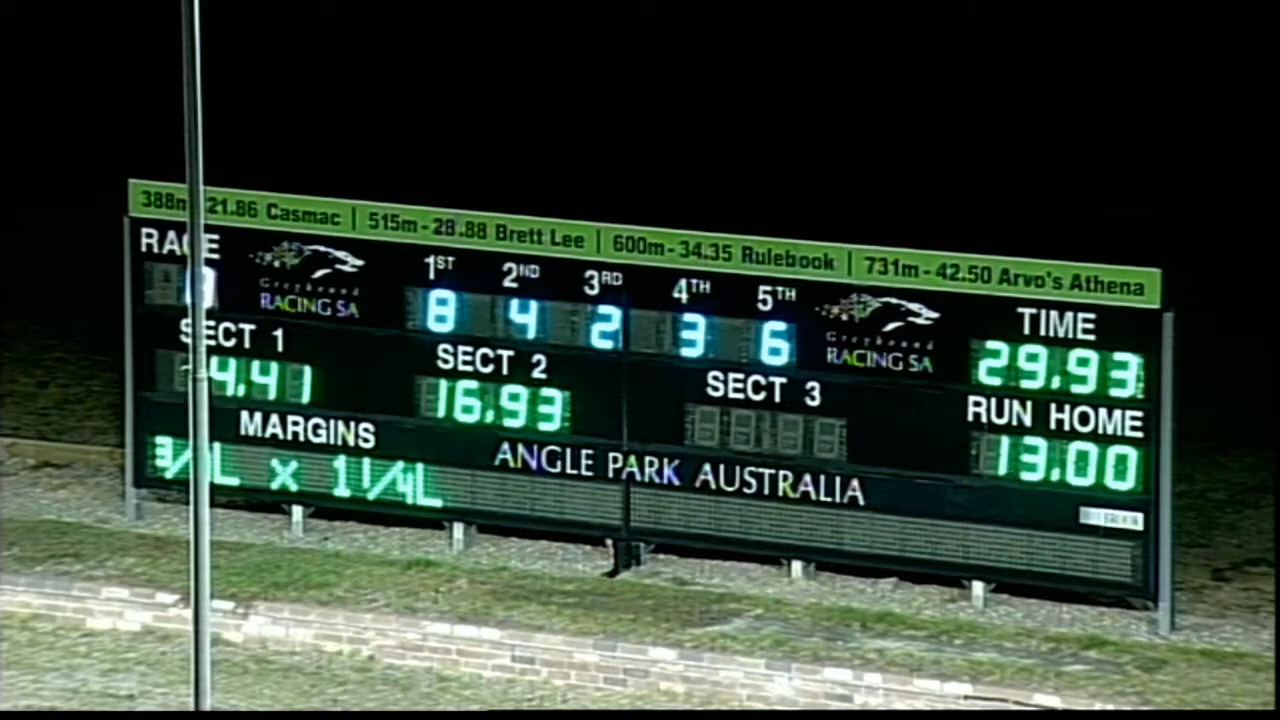 388m-21.86 Casmac | 515m-28.88 Brett Lee | 600m-34.35 Rulebook | 731m-42.50 Arvo's Athena
RACE
Greyhound
RACING SA
1ST 2ND 3RD 4TH 5TH
8 4 2 3 6
Greyhound
RACING SA
TIME
29.93
SECT 1
4.41
SECT 2
16.93
SECT 3
RUN HOME
13.00
MARGINS
3/4L x 1 1/4L
ANGLE PARK AUSTRALIA